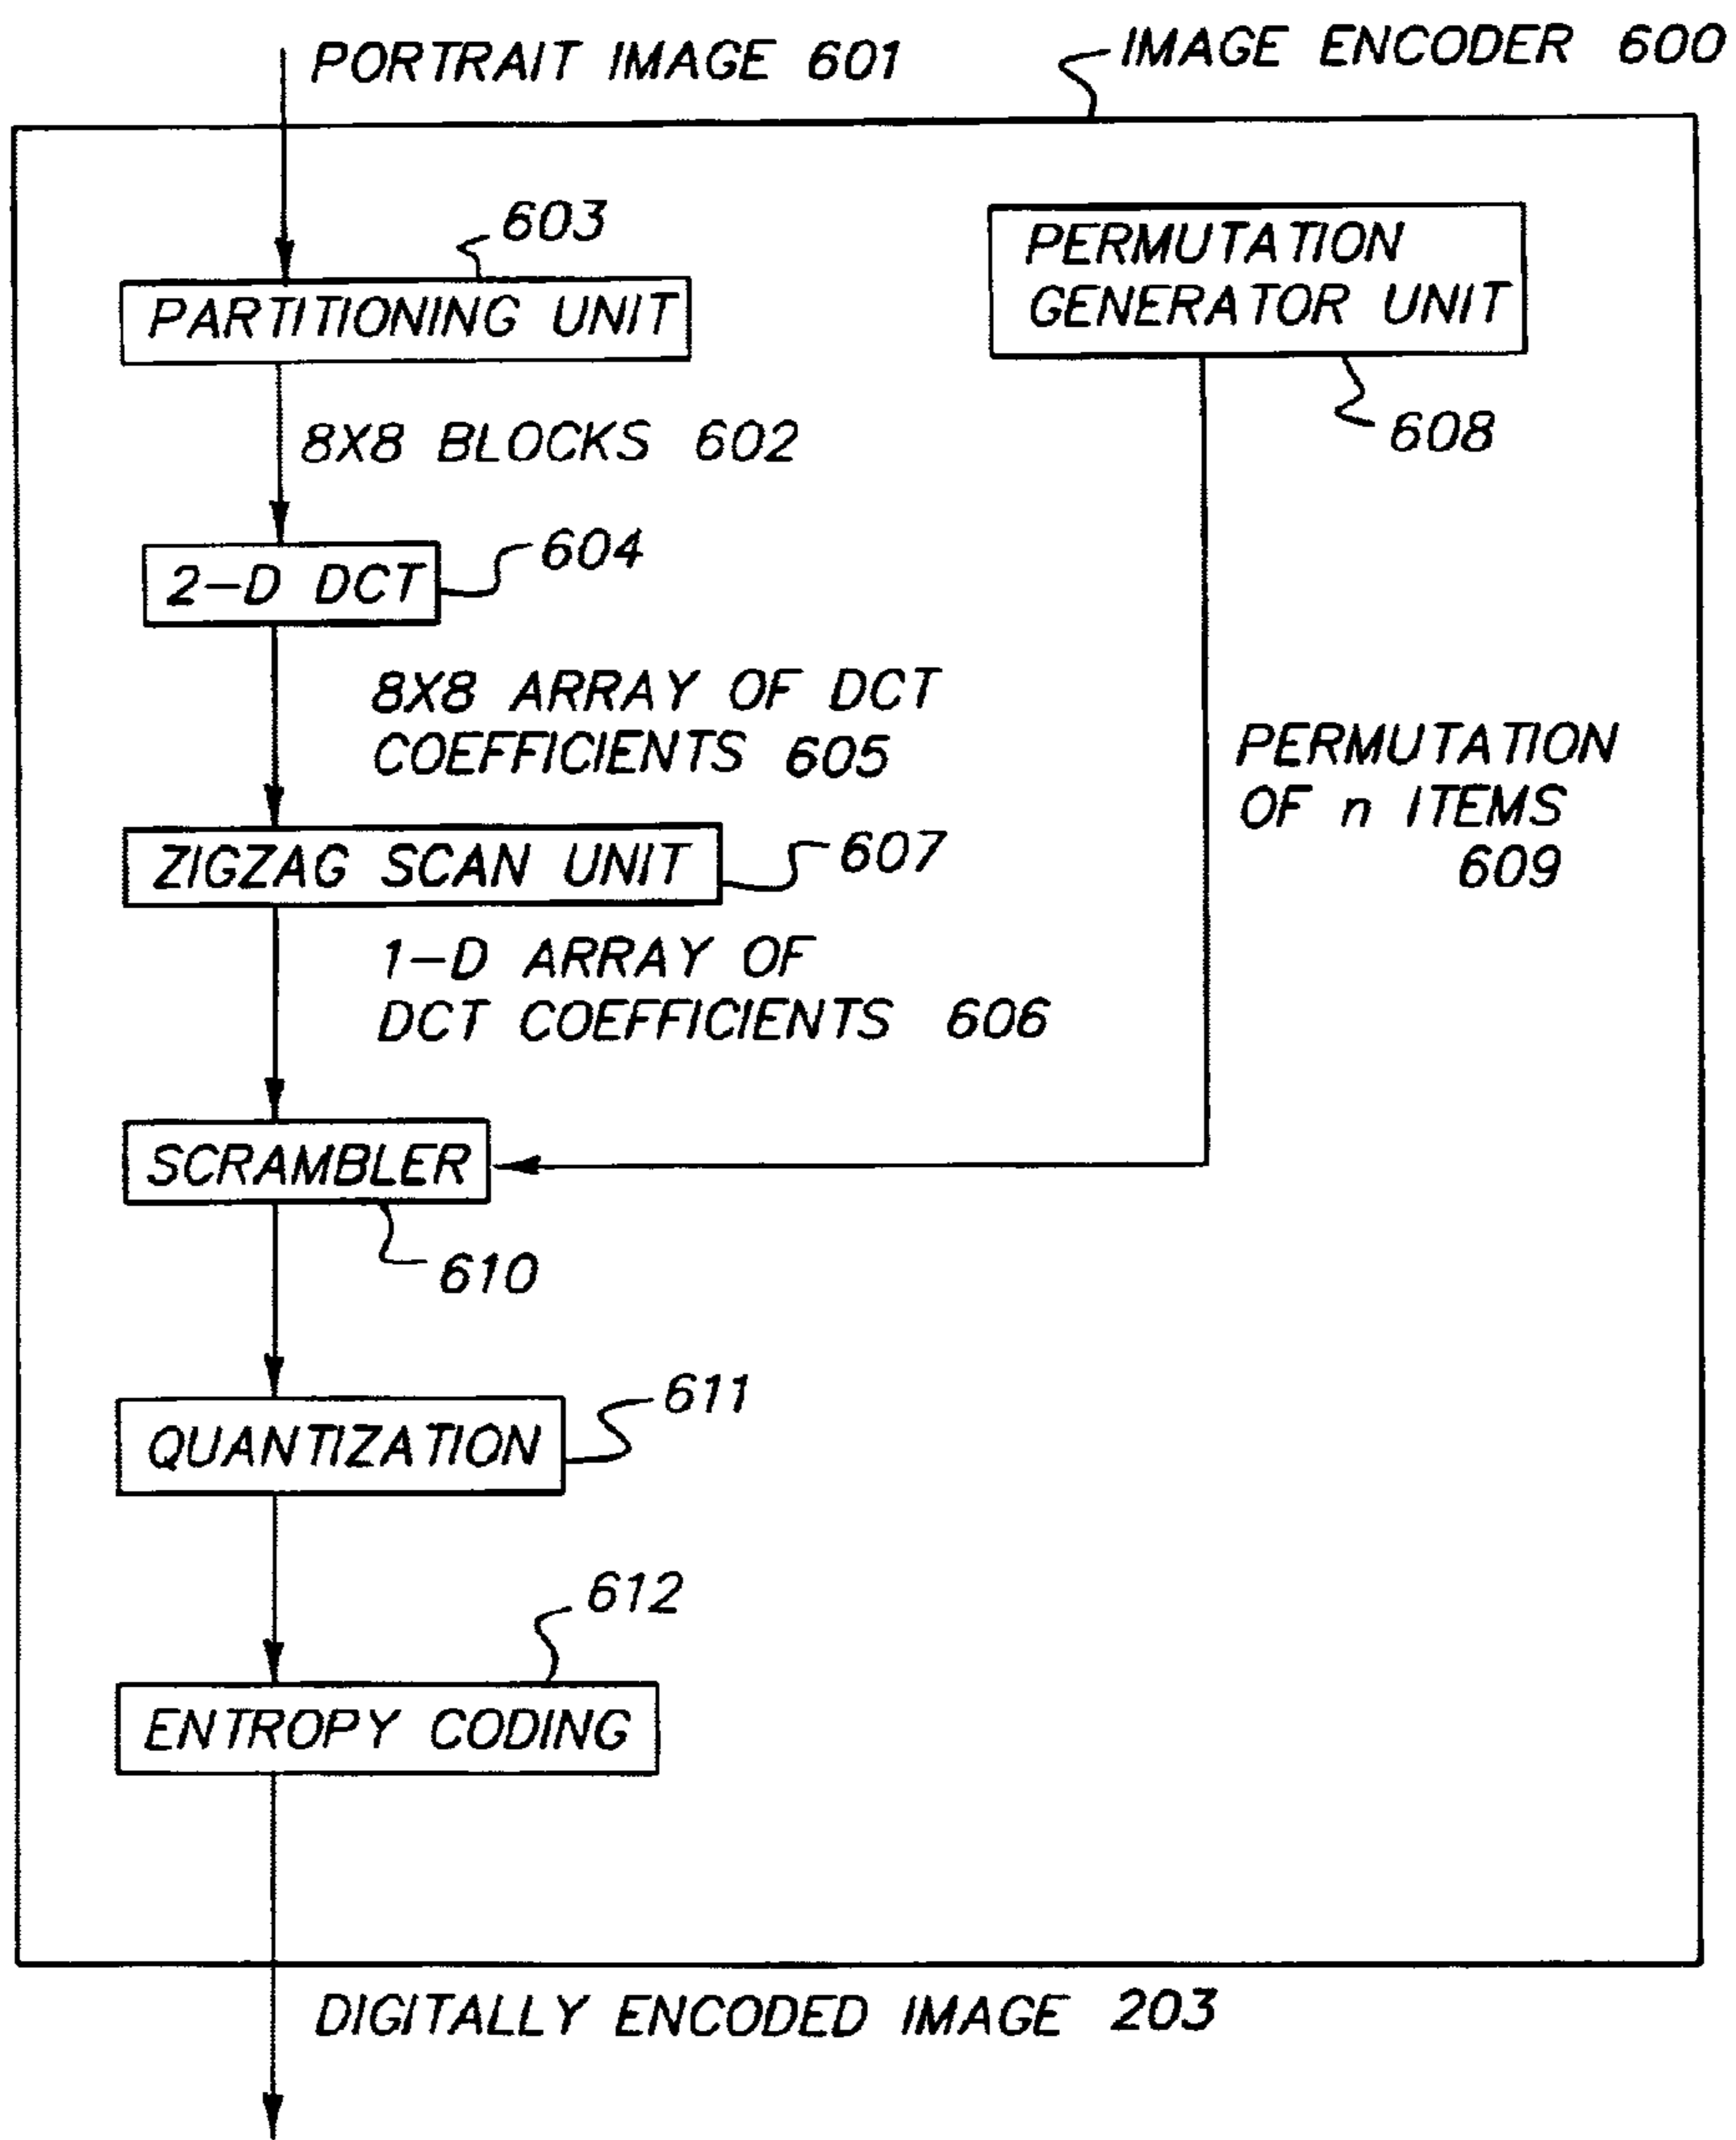 PORTRAIT IMAGE 601
IMAGE ENCODER 600
603
PARTITIONING UNIT
PERMUTATION
GENERATOR UNIT
608
8X8 BLOCKS 602
604
2-D DCT
8X8 ARRAY OF DCT
COEFFICIENTS 605
PERMUTATION
OF n ITEMS
609
ZIGZAG SCAN UNIT
607
1-D ARRAY OF
DCT COEFFICIENTS 606
SCRAMBLER
610
611
QUANTIZATION
612
ENTROPY CODING
DIGITALLY ENCODED IMAGE 203